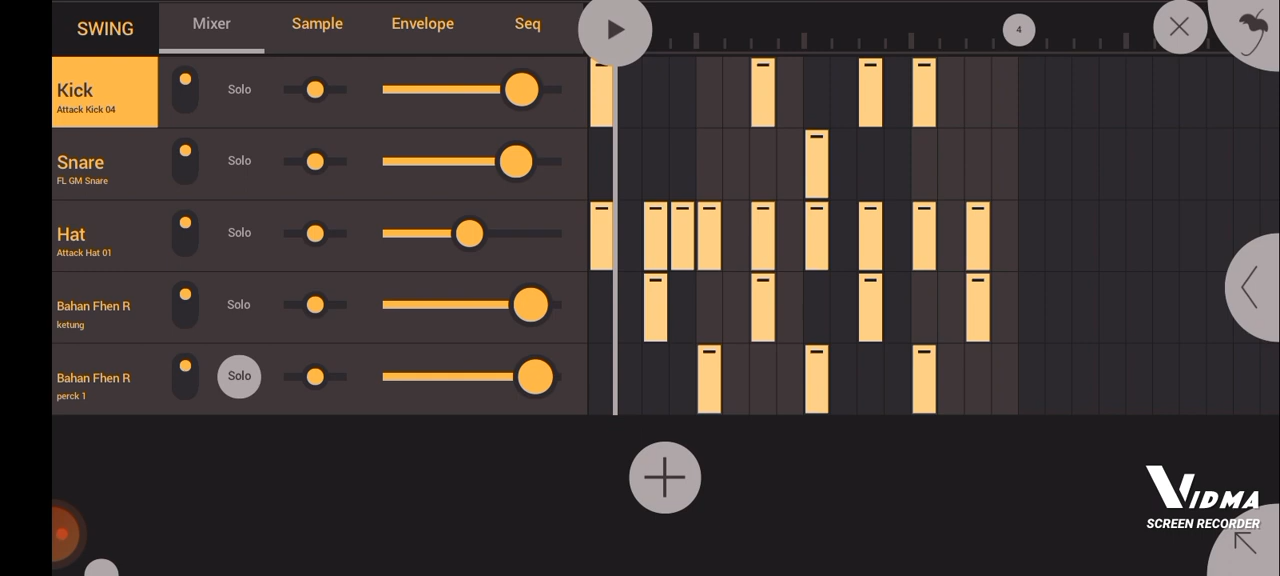 SWING
Mixer
Sample
Envelope
Seq
4
Kick
Attack Kick 04
Solo
Snare
FL GM Snare
Solo
Hat
Attack Hat 01
Solo
Bahan Fhen R
ketung
Solo
Bahan Fhen R
perck 1
Solo
VIDMA
SCREEN RECORDER